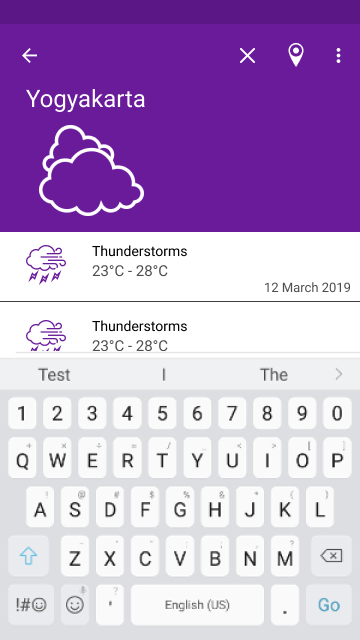 Yogyakarta
Thunderstorms
23°C - 28°C
12 March 2019
Thunderstorms
23°C - 28°C
Test I The
1 2 3 4 5 6 7 8 9 0
Q W E R T Y U I O P
A S D F G H J K L
Z X C V B N M
!#☺ ' English (US) . Go